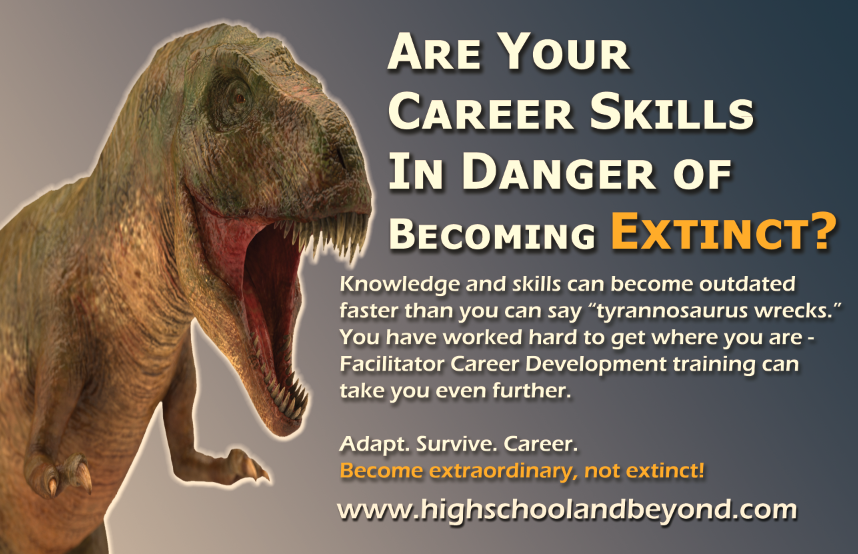 Are Your
Career Skills
In Danger of
Becoming Extinct?
Knowledge and skills can become outdated
faster than you can say “tyrannosaurus wrecks.”
You have worked hard to get where you are -
Facilitator Career Development training can
take you even further.
Adapt. Survive. Career.
Become extraordinary, not extinct!
www.highschoolandbeyond.com